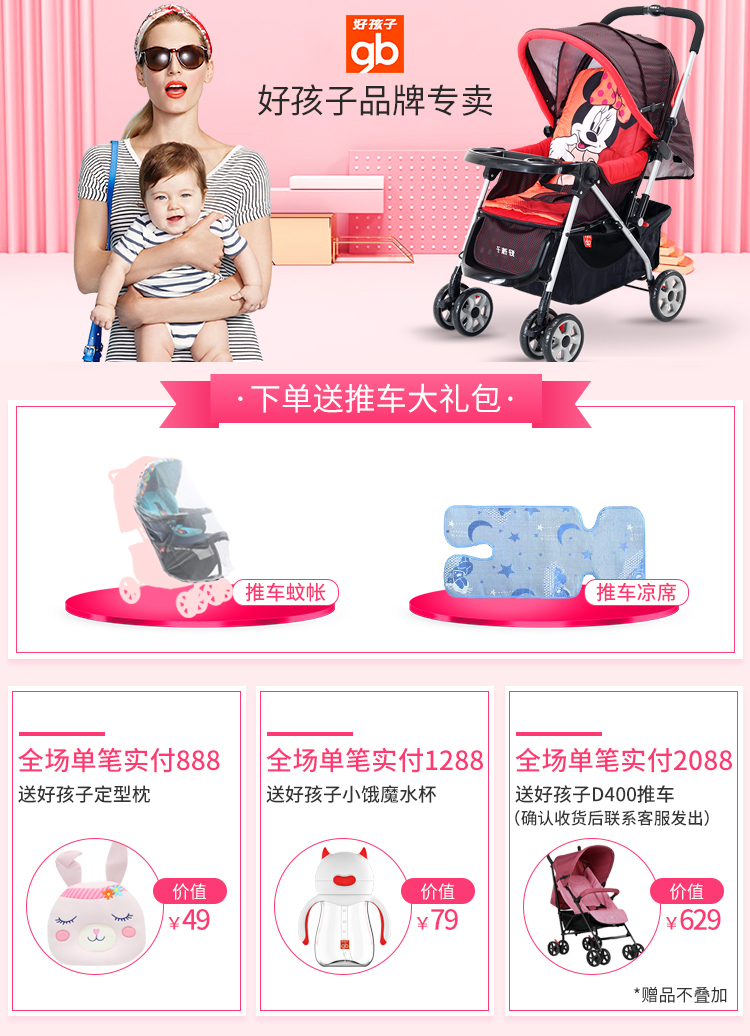 好孩子
gb
好孩子品牌专卖
·下单送推车大礼包·
推车蚊帐
推车凉席
全场单笔实付888
送好孩子定型枕
价值
¥49
全场单笔实付1288
送好孩子小饿魔水杯
价值
¥79
全场单笔实付2088
送好孩子D400推车
(确认收货后联系客服发出)
价值
¥629
*赠品不叠加